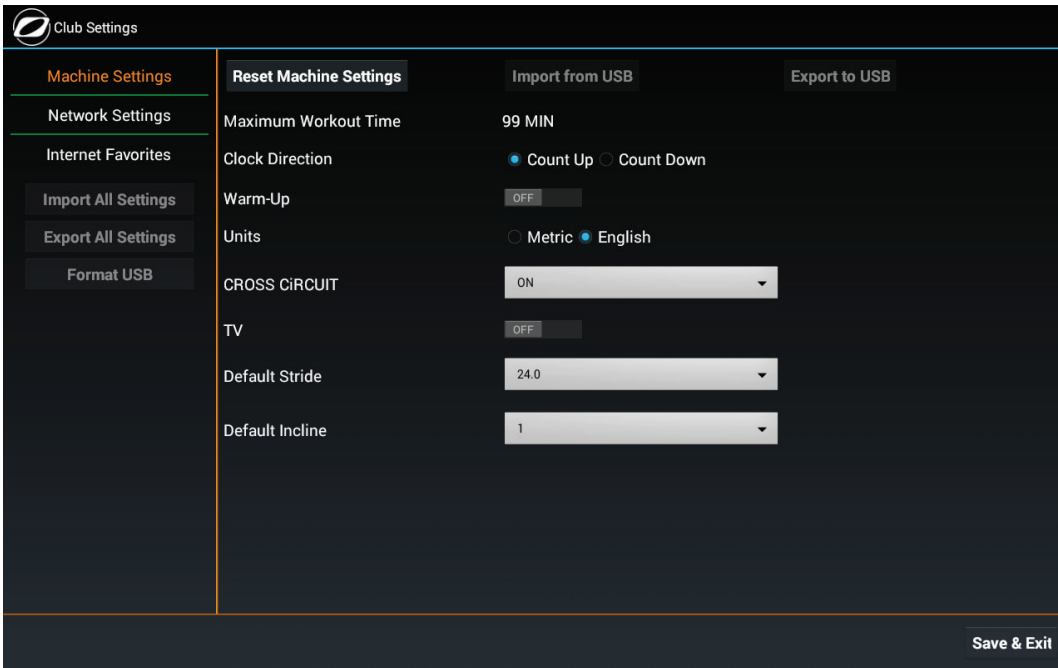 Club Settings
Machine Settings
Network Settings
Internet Favorites
Import All Settings
Export All Settings
Format USB
Reset Machine Settings Import from USB Export to USB
Maximum Workout Time 99 MIN
Clock Direction Count Up Count Down
Warm-Up OFF
Units Metric English
CROSS CiRCUIT ON
TV OFF
Default Stride 24.0
Default Incline 1
Save & Exit